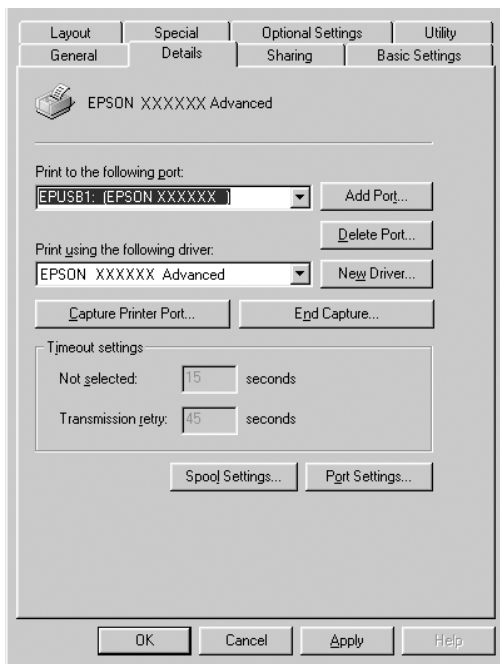 Layout Special Optional Settings Utility
General Details Sharing Basic Settings
EPSON XXXXXX Advanced
Print to the following port:
EPUSB1: (EPSON XXXXXX )
Add Port...
Delete Port...
Print using the following driver:
EPSON XXXXXX Advanced
New Driver...
Capture Printer Port... End Capture...
Timeout settings
Not selected: 15 seconds
Transmission retry: 45 seconds
Spool Settings... Port Settings...
OK Cancel Apply Help